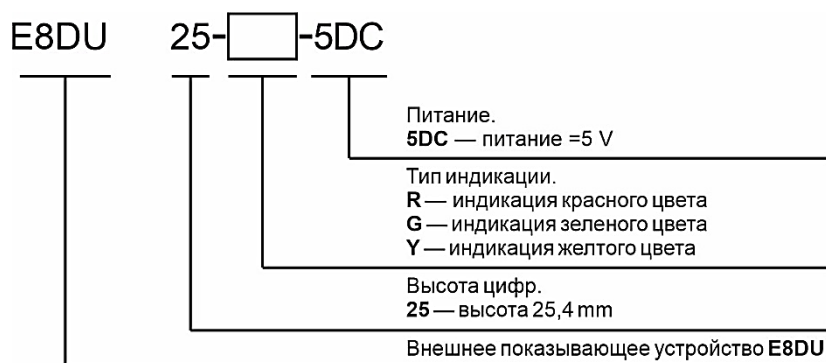 E8DU 25- -5DC
Питание.
5DC — питание =5 V
Тип индикации.
R — индикация красного цвета
G — индикация зеленого цвета
Y — индикация желтого цвета
Высота цифр.
25 — высота 25,4 mm
Внешнее показывающее устройство E8DU